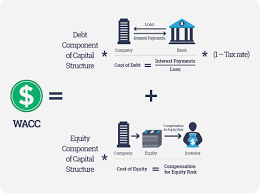 Debt
Component
of Capital
Structure
*
Company
Loan
Interest Payments
Bank
Cost of Debt = Interest Payments
Loan
* (1 – Tax rate)
$
WACC
=
+
Equity
Component
of Capital
Structure
*
Company
Equity
Compensation
for Equity Risk
Investor
Cost of Equity = Compensation
for Equity Risk